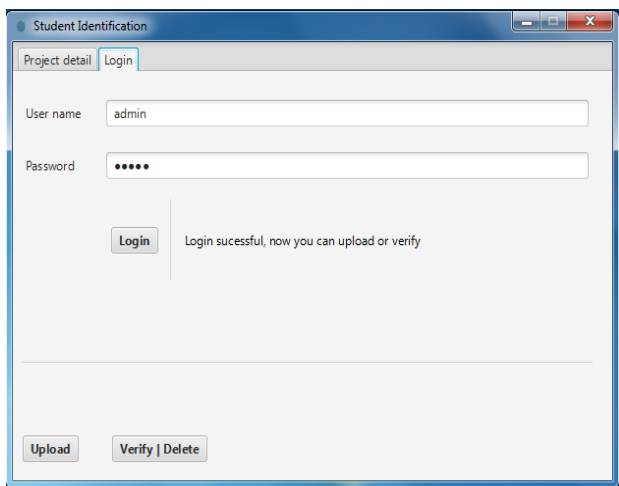 Student Identification
Project detail Login
User name admin
Password •••••
Login Login sucessful, now you can upload or verify
Upload Verify | Delete